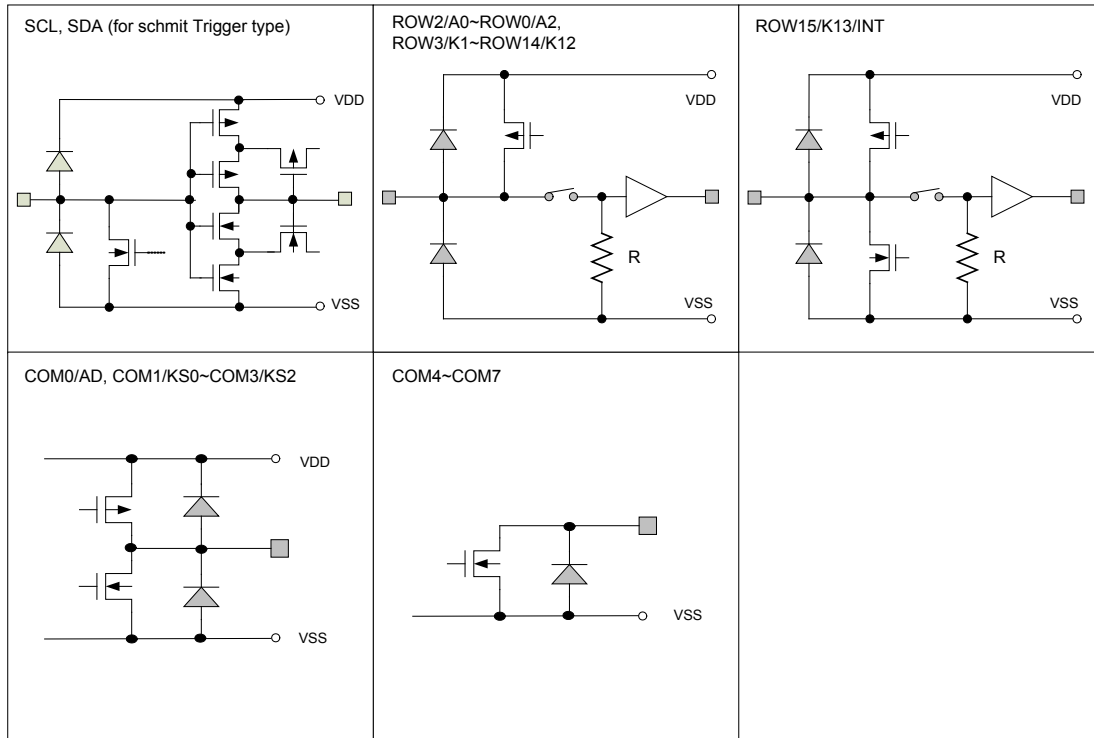 SCL, SDA (for schmit Trigger type)
VDD
VSS
ROW2/A0~ROW0/A2,
ROW3/K1~ROW14/K12
VDD
R
VSS
ROW15/K13/INT
VDD
R
VSS
COM0/AD, COM1/KS0~COM3/KS2
VDD
VSS
COM4~COM7
VSS